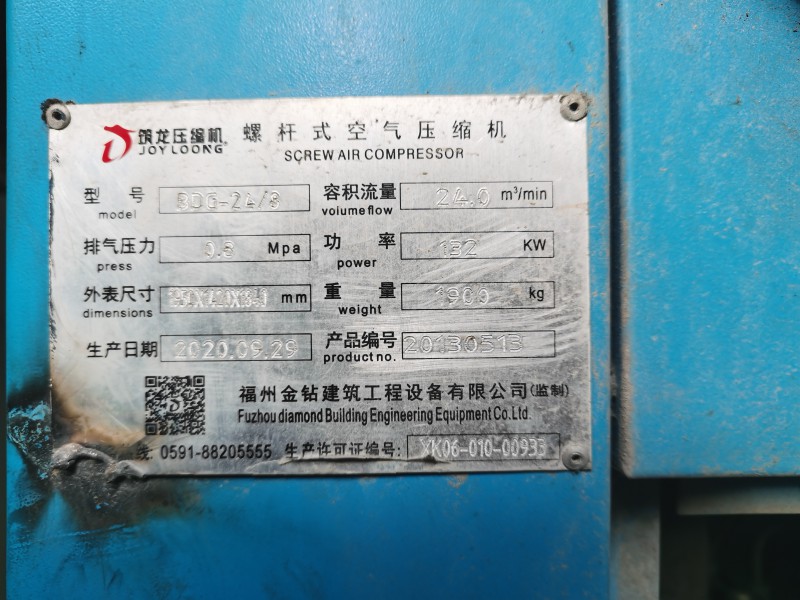 筑龙压缩机 螺杆式空气压缩机
JOYLOONG SCREW AIR COMPRESSOR
型号 容积流量 24.0 m³/min
model volume flow
排气压力 0.8 Mpa 功率 132 KW
press power
外表尺寸 mm 重量 1900 kg
dimensions weight
生产日期 2020.09.29 产品编号 20130513
product no.
福州金钻建筑工程设备有限公司(监制)
Fuzhou diamond Building Engineering Equipment Co.Ltd.
0591-88205555 生产许可证编号: XK06-010-00933